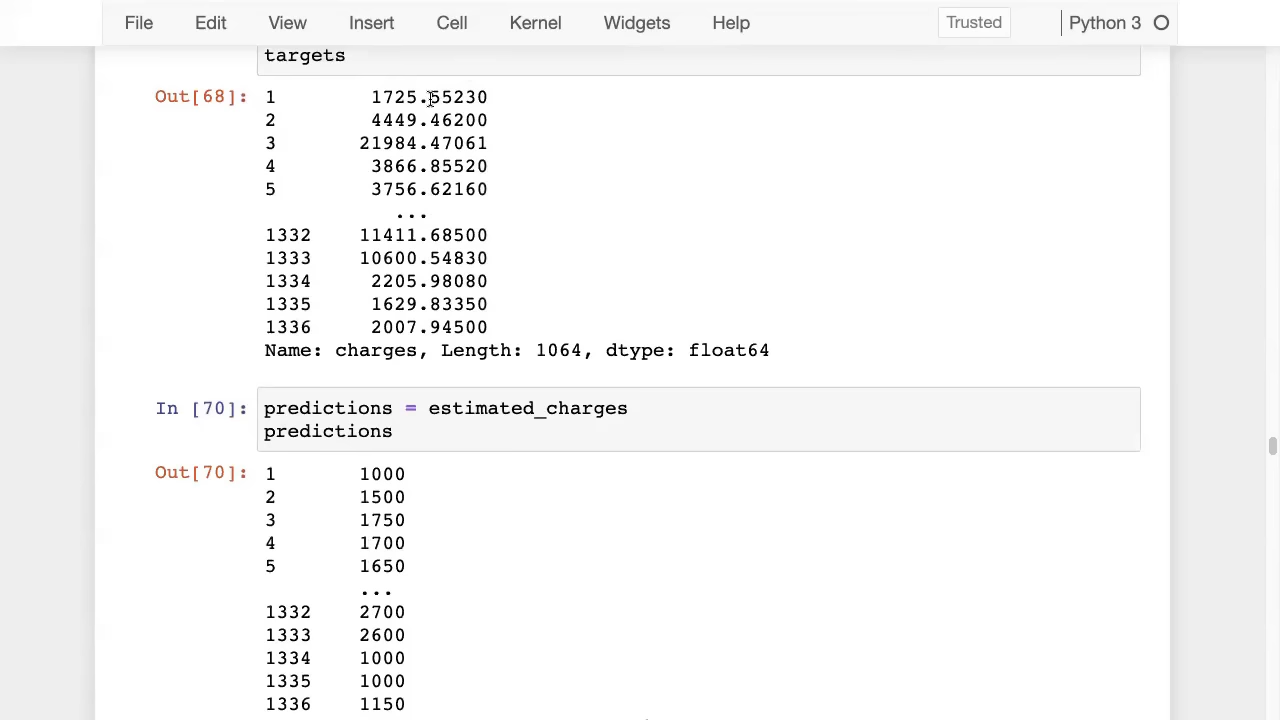 File Edit View Insert Cell Kernel Widgets Help Trusted Python 3
targets
Out[68]: 1 1725.55230
2 4449.46200
3 21984.47061
4 3866.85520
5 3756.62160
...
1332 11411.68500
1333 10600.54830
1334 2205.98080
1335 1629.83350
1336 2007.94500
Name: charges, Length: 1064, dtype: float64
In [70]: predictions = estimated_charges
predictions
Out[70]: 1 1000
2 1500
3 1750
4 1700
5 1650
...
1332 2700
1333 2600
1334 1000
1335 1000
1336 1150